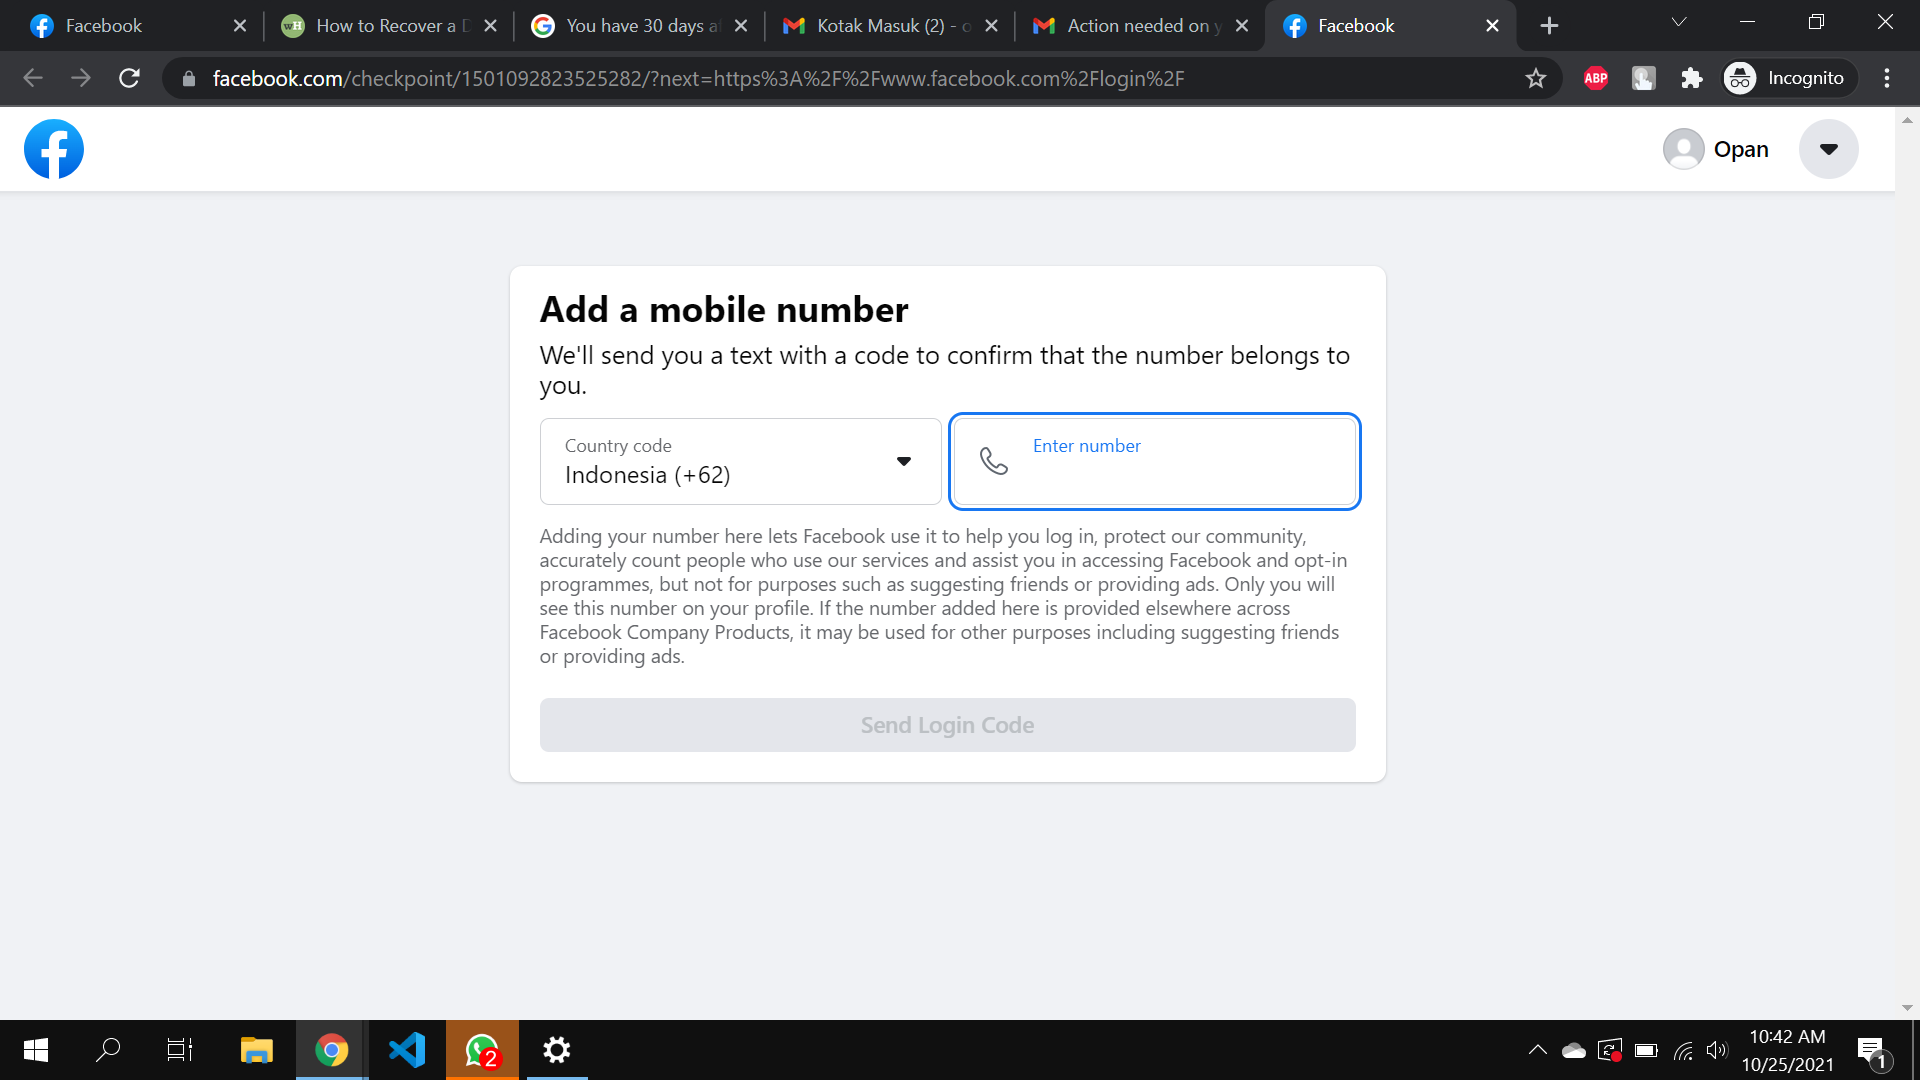 Facebook
How to Recover a D
You have 30 days a
Kotak Masuk (2) - o
Action needed on y
Facebook
facebook.com/checkpoint/1501092823525282/?next=https%3A%2F%2Fwww.facebook.com%2Flogin%2F
ABP
Incognito
Opan
Add a mobile number
We'll send you a text with a code to confirm that the number belongs to
you.
Country code
Indonesia (+62)
Enter number
Adding your number here lets Facebook use it to help you log in, protect our community,
accurately count people who use our services and assist you in accessing Facebook and opt-in
programmes, but not for purposes such as suggesting friends or providing ads. Only you will
see this number on your profile. If the number added here is provided elsewhere across
Facebook Company Products, it may be used for other purposes including suggesting friends
or providing ads.
Send Login Code
2
10:42 AM
10/25/2021
1